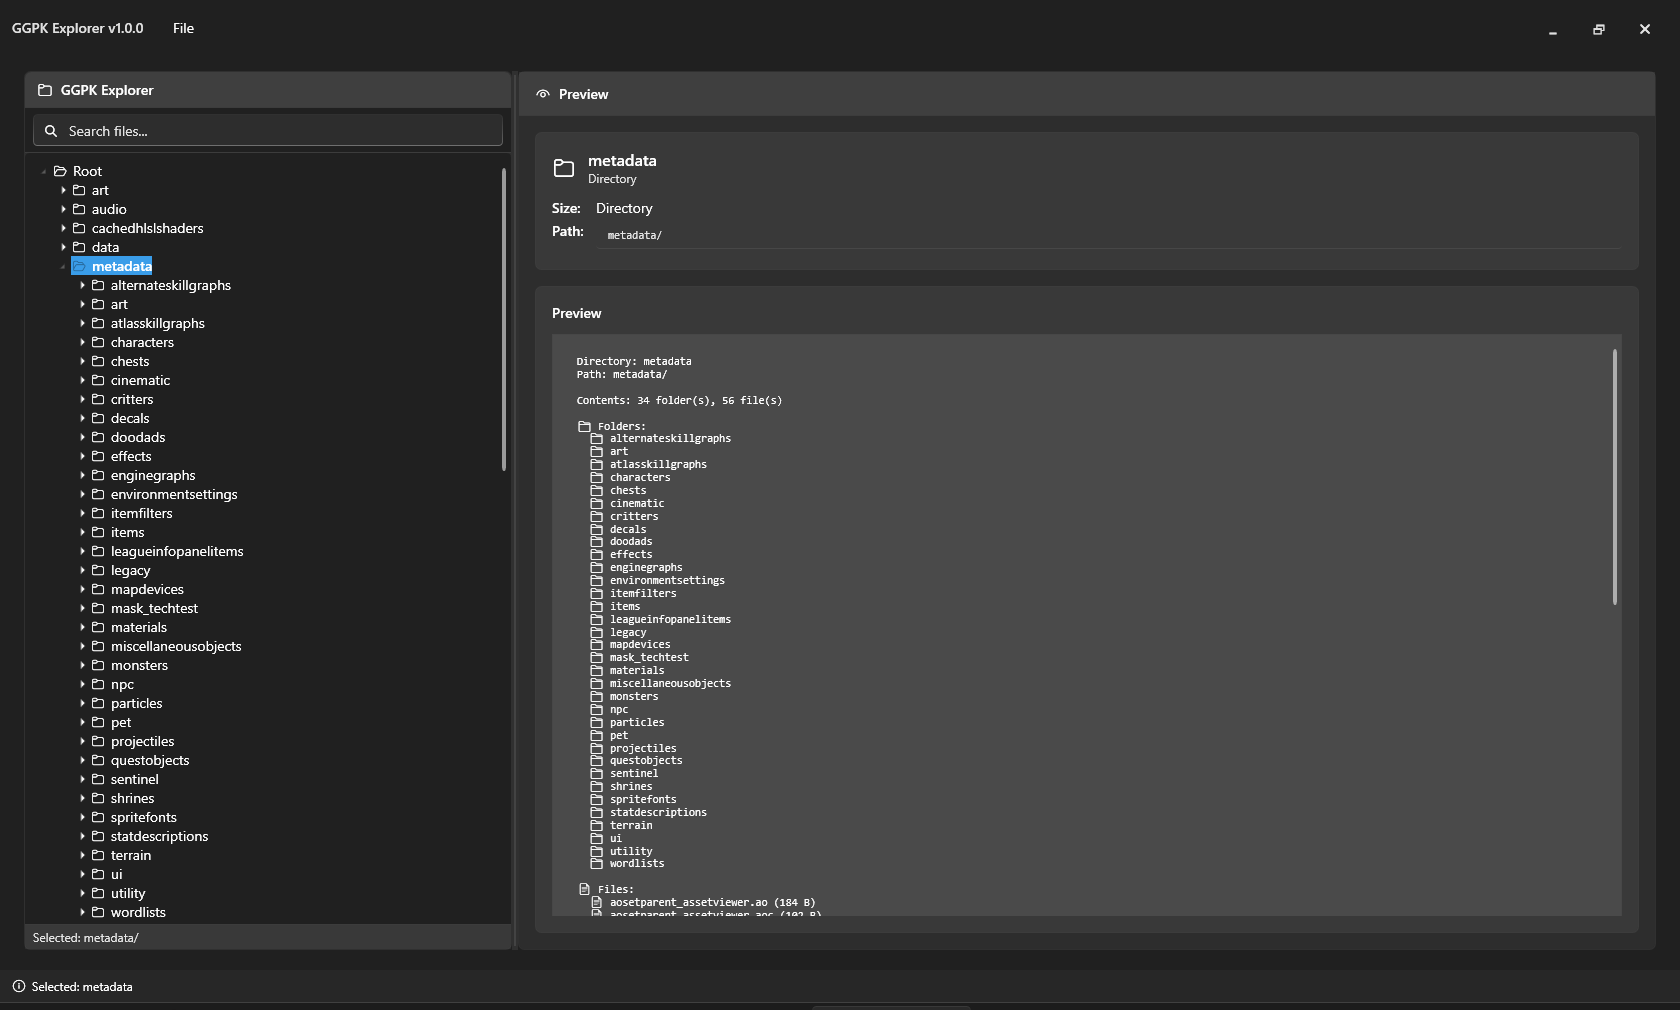 GGPK Explorer v1.0.0 File
GGPK Explorer
Search files...
Root
art
audio
cachedhlslshaders
data
metadata
alternateskillgraphs
art
atlasskillgraphs
characters
chests
cinematic
critters
decals
doodads
effects
enginegraphs
environmentsettings
itemfilters
items
leagueinfopanelitems
legacy
mapdevices
mask_techtest
materials
miscellaneousobjects
monsters
npc
particles
pet
projectiles
questobjects
sentinel
shrines
spritefonts
statdescriptions
terrain
ui
utility
wordlists
Selected: metadata/
Preview
metadata
Directory
Size: Directory
Path: metadata/
Preview
Directory: metadata
Path: metadata/
Contents: 34 folder(s), 56 file(s)
Folders:
alternateskillgraphs
art
atlasskillgraphs
characters
chests
cinematic
critters
decals
doodads
effects
enginegraphs
environmentsettings
itemfilters
items
leagueinfopanelitems
legacy
mapdevices
mask_techtest
materials
miscellaneousobjects
monsters
npc
particles
pet
projectiles
questobjects
sentinel
shrines
spritefonts
statdescriptions
terrain
ui
utility
wordlists
Files:
aosetparent_assetviewer.ao (184 B)
aosetparent_assetviewer.aoc (102 B)
Selected: metadata